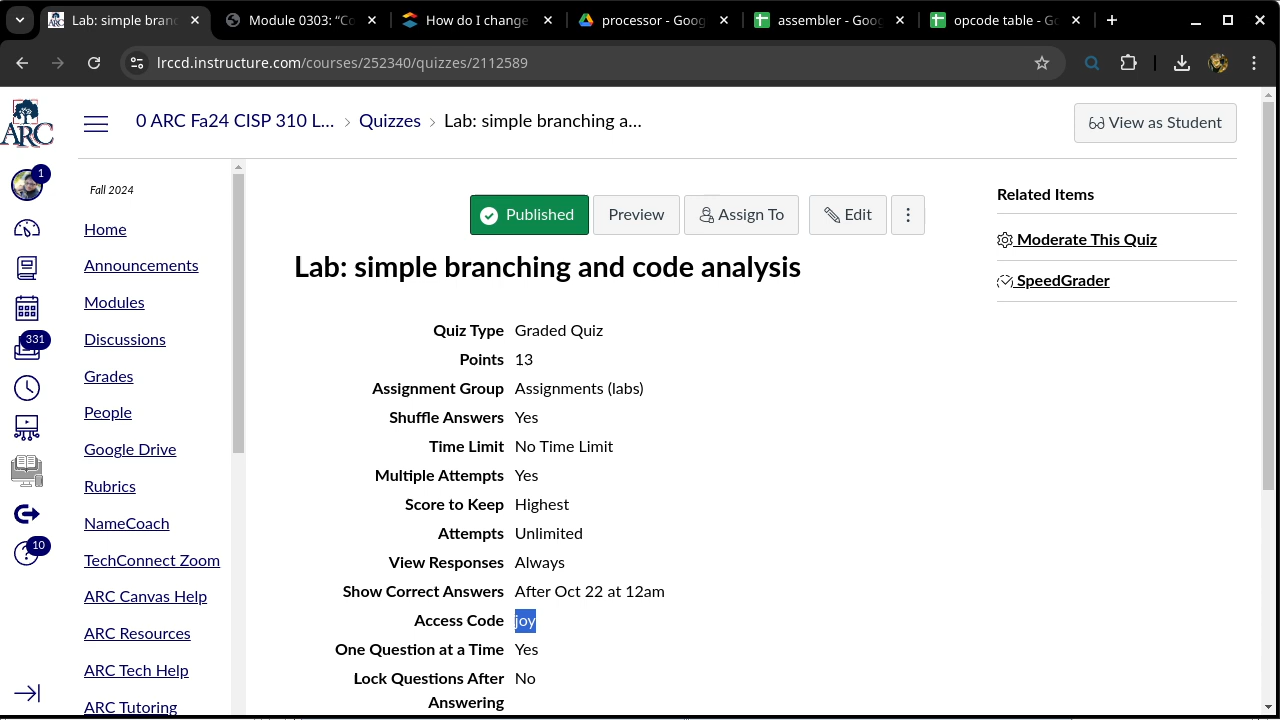 Lab: simple branc
Module 0303: “Co
How do I change
processor - Goog
assembler - Goog
opcode table - Go
lrccd.instructure.com/courses/252340/quizzes/2112589
ARC
0 ARC Fa24 CISP 310 L...
Quizzes
Lab: simple branching a...
View as Student
1
331
10
Fall 2024
Home
Announcements
Modules
Discussions
Grades
People
Google Drive
Rubrics
NameCoach
TechConnect Zoom
ARC Canvas Help
ARC Resources
ARC Tech Help
ARC Tutoring
Published
Preview
Assign To
Edit
Lab: simple branching and code analysis
Quiz Type Graded Quiz
Points 13
Assignment Group Assignments (labs)
Shuffle Answers Yes
Time Limit No Time Limit
Multiple Attempts Yes
Score to Keep Highest
Attempts Unlimited
View Responses Always
Show Correct Answers After Oct 22 at 12am
Access Code joy
One Question at a Time Yes
Lock Questions After No
Answering
Related Items
Moderate This Quiz
SpeedGrader